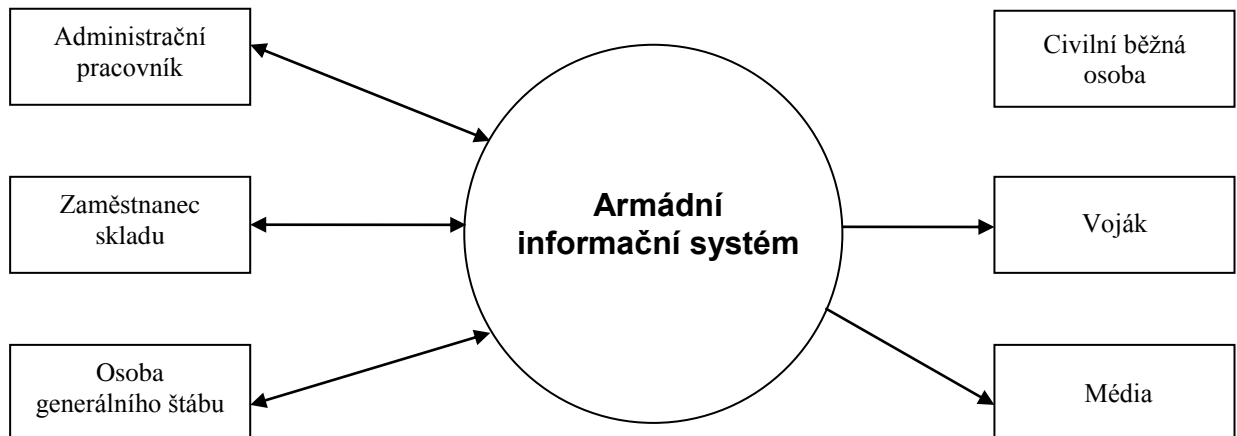 Administrační
pracovník
Civilní běžná
osoba
Zaměstnanec
skladu
Armádní
informační systém
Voják
Osoba
generálního štábu
Média